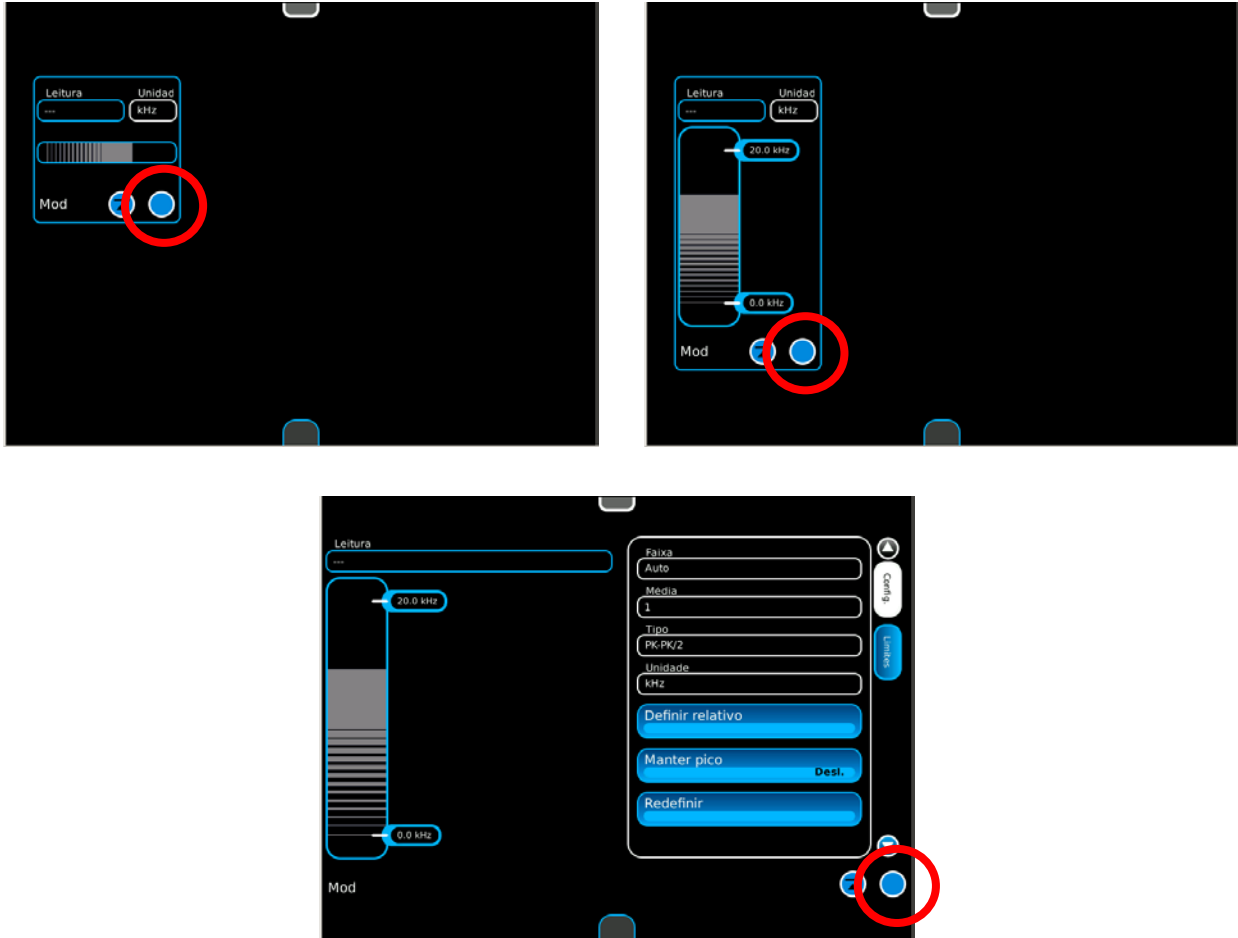 Leitura Unidad
--- kHz
Mod
Leitura Unidad
--- kHz
20.0 kHz
0.0 kHz
Mod
Leitura
---
20.0 kHz
0.0 kHz
Mod
Faixa
Auto
Média
1
Tipo
PK-PK/2
Unidade
kHz
Definir relativo
Manter pico
Desl.
Redefinir
Config.
Limites